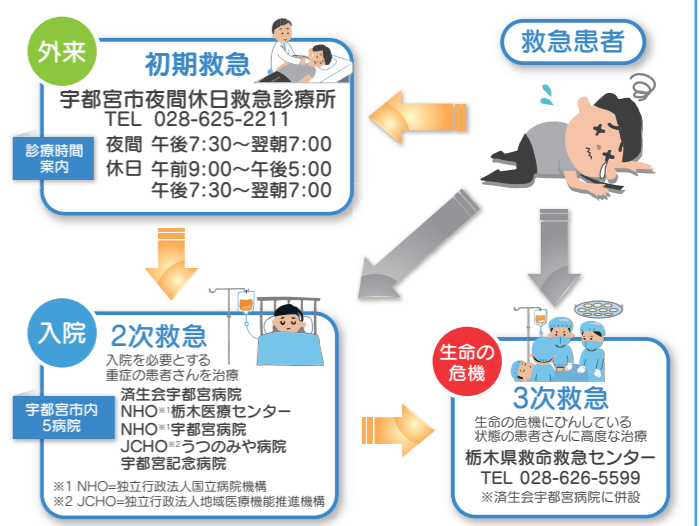 救急患者
外来
初期救急
宇都宮市夜間休日救急診療所
TEL 028-625-2211
診療時間
案内
夜間 午後7:30〜翌朝7:00
休日 午前9:00〜午後5:00
午後7:30〜翌朝7:00
入院
2次救急
入院を必要とする
重症の患者さんを治療
宇都宮市内
5病院
済生会宇都宮病院
NHO※1栃木医療センター
NHO※1宇都宮病院
JCHO※2うつのみや病院
宇都宮記念病院
※1 NHO=独立行政法人国立病院機構
※2 JCHO=独立行政法人地域医療機能推進機構
生命の
危機
3次救急
生命の危機にひんしている
状態の患者さんに高度な治療
栃木県救命救急センター
TEL 028-626-5599
※済生会宇都宮病院に併設